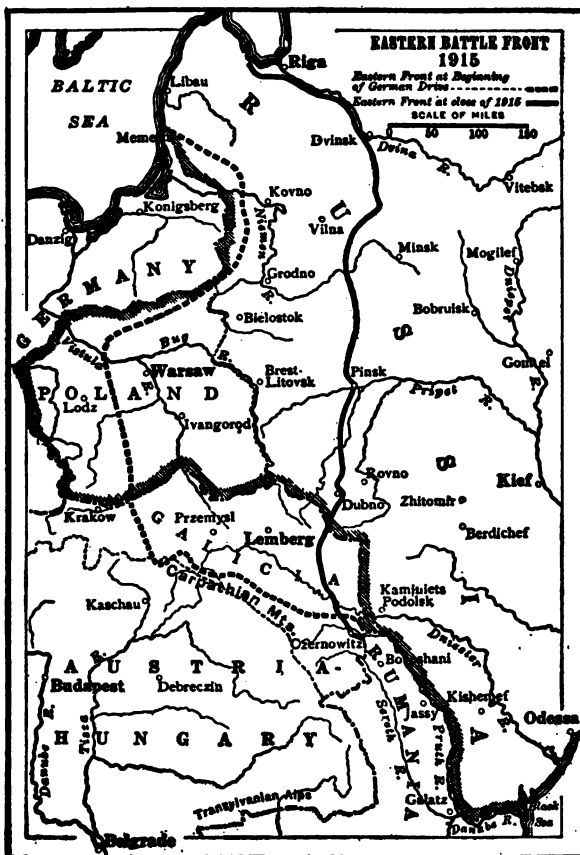 EASTERN BATTLE FRONT
1915
Eastern Front at Beginning
of German Drive
Eastern Front at close of 1915
SCALE OF MILES
0 50 100 150
BALTIC
SEA
Riga
Libau
Memel
Dvinsk
Dvina R.
Vitebsk
RUSSIA
Kovno
Niemen R.
Vilna
Konigsberg
Danzig
Minsk
Mogilef
Dnieper R.
GERMANY
Grodno
Bobruisk
Bielostok
Vistula R.
Bug R.
Gomel
Warsaw
Brest-
Litovsk
Pinsk
Pripet R.
POLAND
Lodz
Ivangorod
Rovno
Kief
Dubno
Zhitomir
Krakow
Przemysl
Lemberg
Berdichef
GALICIA
Carpathian Mts.
Kaschau
Kaminiets
Podolsk
Dniester R.
Czernowitz
AUSTRIA
Botushani
RUMANIA
Budapest
Debreczin
Kishenef
Jassy
Odessa
HUNGARY
Danube R.
Tisza R.
Sereth R.
Pruth R.
Transylvanian Alps
Galatz
Danube R.
Black
Sea
Belgrade